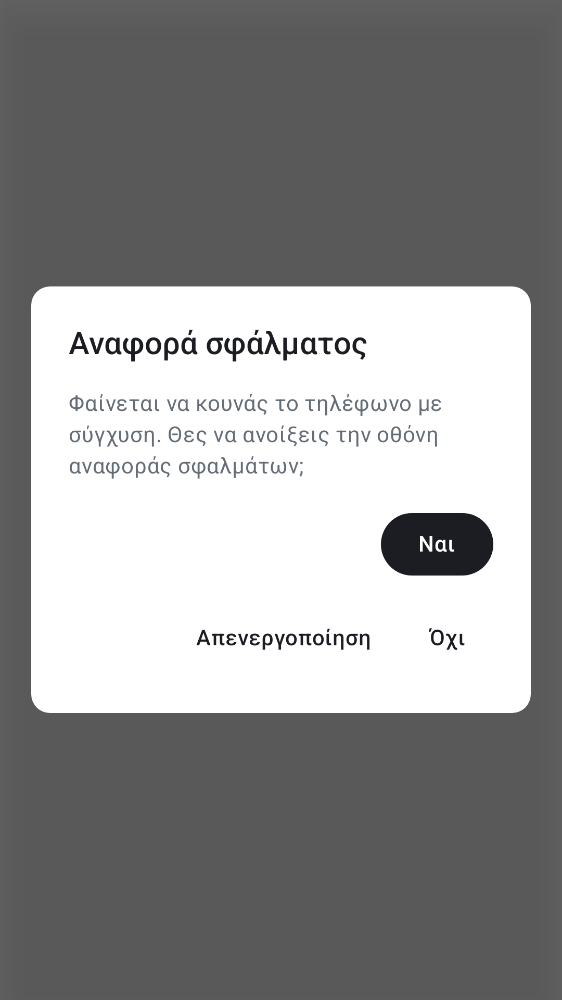 Αναφορά σφάλματος
Φαίνεται να κουνάς το τηλέφωνο με
σύγχυση. Θες να ανοίξεις την οθόνη
αναφοράς σφαλμάτων;
Ναι
Απενεργοποίηση
Όχι